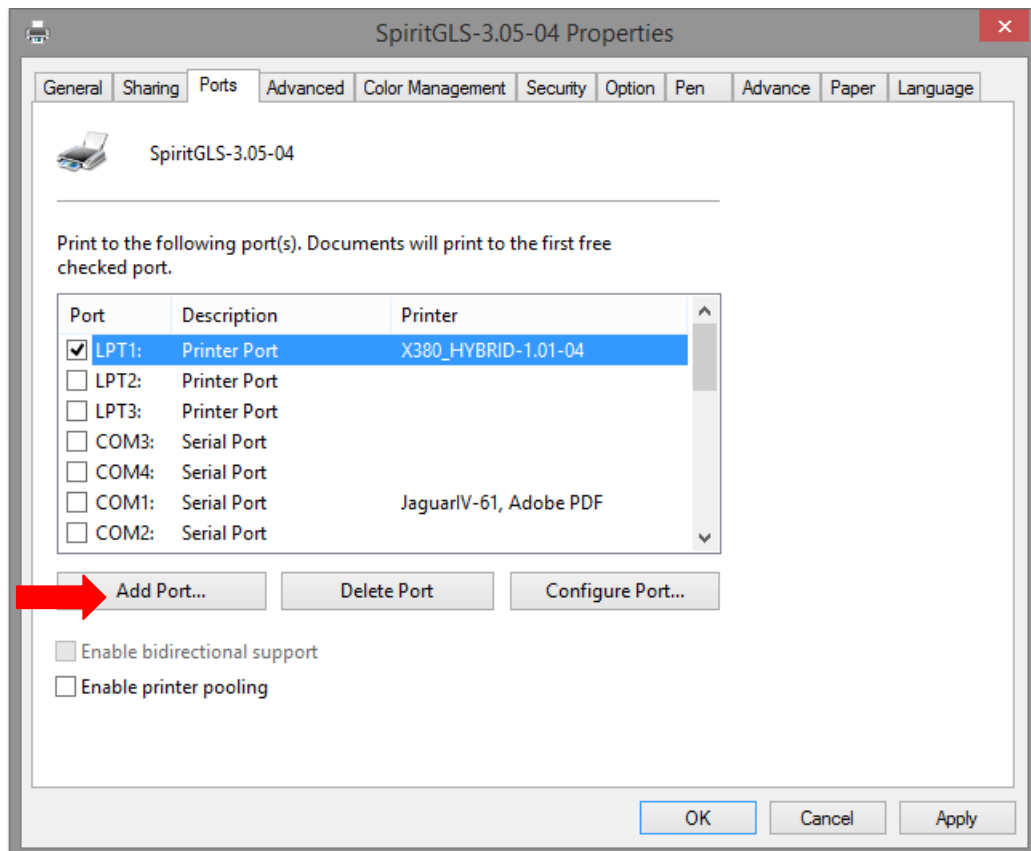 SpiritGLS-3.05-04 Properties
General Sharing Ports Advanced Color Management Security Option Pen Advance Paper Language
SpiritGLS-3.05-04
Print to the following port(s). Documents will print to the first free
checked port.
Port Description Printer
LPT1: Printer Port X380_HYBRID-1.01-04
LPT2: Printer Port
LPT3: Printer Port
COM3: Serial Port
COM4: Serial Port
COM1: Serial Port JaguarIV-61, Adobe PDF
COM2: Serial Port
Add Port... Delete Port Configure Port...
Enable bidirectional support
Enable printer pooling
OK Cancel Apply